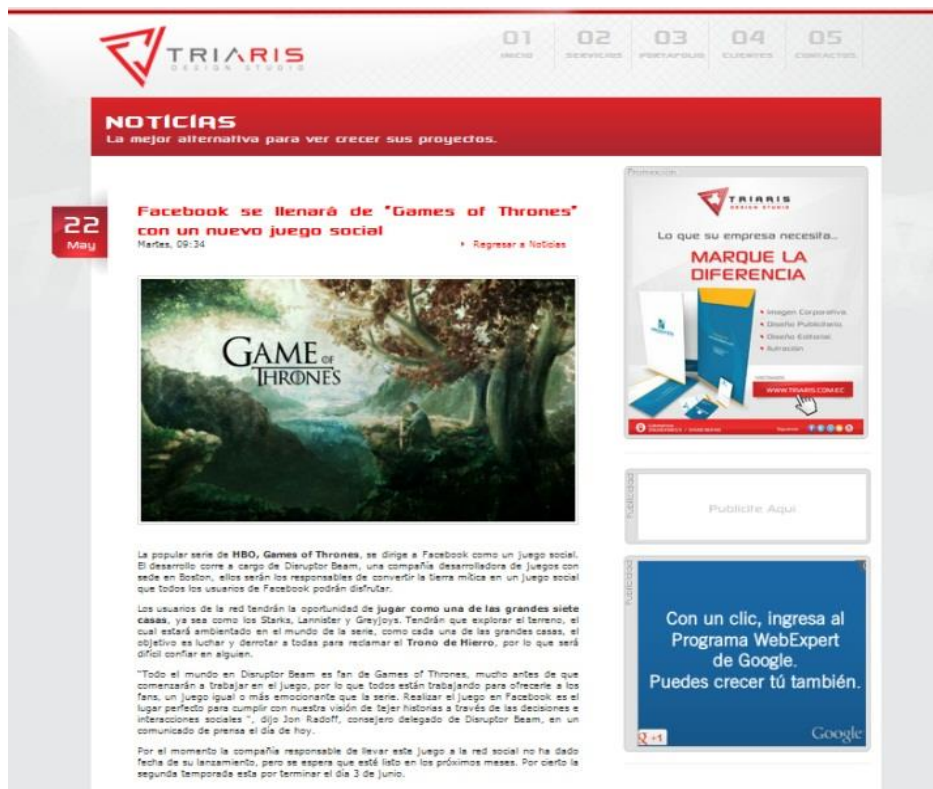 TRIARIS
DESIGN STUDIO
01 02 03 04 05
INICIO SERVICIOS PORTAFOLIO CLIENTES CONTACTOS
NOTICIAS
La mejor alternativa para ver crecer sus proyectos.
22
May
Facebook se llenará de "Games of Thrones"
con un nuevo juego social
Martes, 09:34
Regresar a Noticias
GAME OF
THRONES
La popular serie de HBO, Games of Thrones, se dirige a Facebook como un juego social.
El desarrollo corre a cargo de Disruptor Beam, una compañía desarrolladora de juegos con
sede en Boston, ellos serán los responsables de convertir la tierra mítica en un juego social
que todos los usuarios de Facebook podrán disfrutar.
Los usuarios de la red tendrán la oportunidad de jugar como una de las grandes siete
casas, ya sea como los Starks, Lannister y Greyjoys. Tendrán que explorar el terreno, el
cual estará ambientado en el mundo de la serie, como cada una de las grandes casas, el
objetivo es luchar y derrotar a todas para reclamar el Trono de Hierro, por lo que será
difícil confiar en alguien.
"Todo el mundo en Disruptor Beam es fan de Games of Thrones, mucho antes de que
comenzarán a trabajar en el juego, por lo que todos están trabajando para ofrecerle a los
fans, un juego igual o más emocionante que la serie. Realizar el juego en Facebook es el
lugar perfecto para cumplir con nuestra visión de tejer historias a través de las decisiones e
interacciones sociales ", dijo Jon Radoff, consejero delegado de Disruptor Beam, en un
comunicado de prensa el día de hoy.
Por el momento la compañía responsable de llevar este juego a la red social no ha dado
fecha de su lanzamiento, pero se espera que esté listo en los próximos meses. Por cierto la
segunda temporada esta por terminar el día 3 de junio.
Promoción
TRIARIS
DESIGN STUDIO
Lo que su empresa necesita...
MARQUE LA
DIFERENCIA
Imagen Corporativa.
Diseño Publicitario.
Diseño Editorial.
WWW.TRIARIS.COM.EC
Publicidad
Publicite Aquí
Publicidad
Con un clic, ingresa al
Programa WebExpert
de Google.
Puedes crecer tú también.
+1
Google